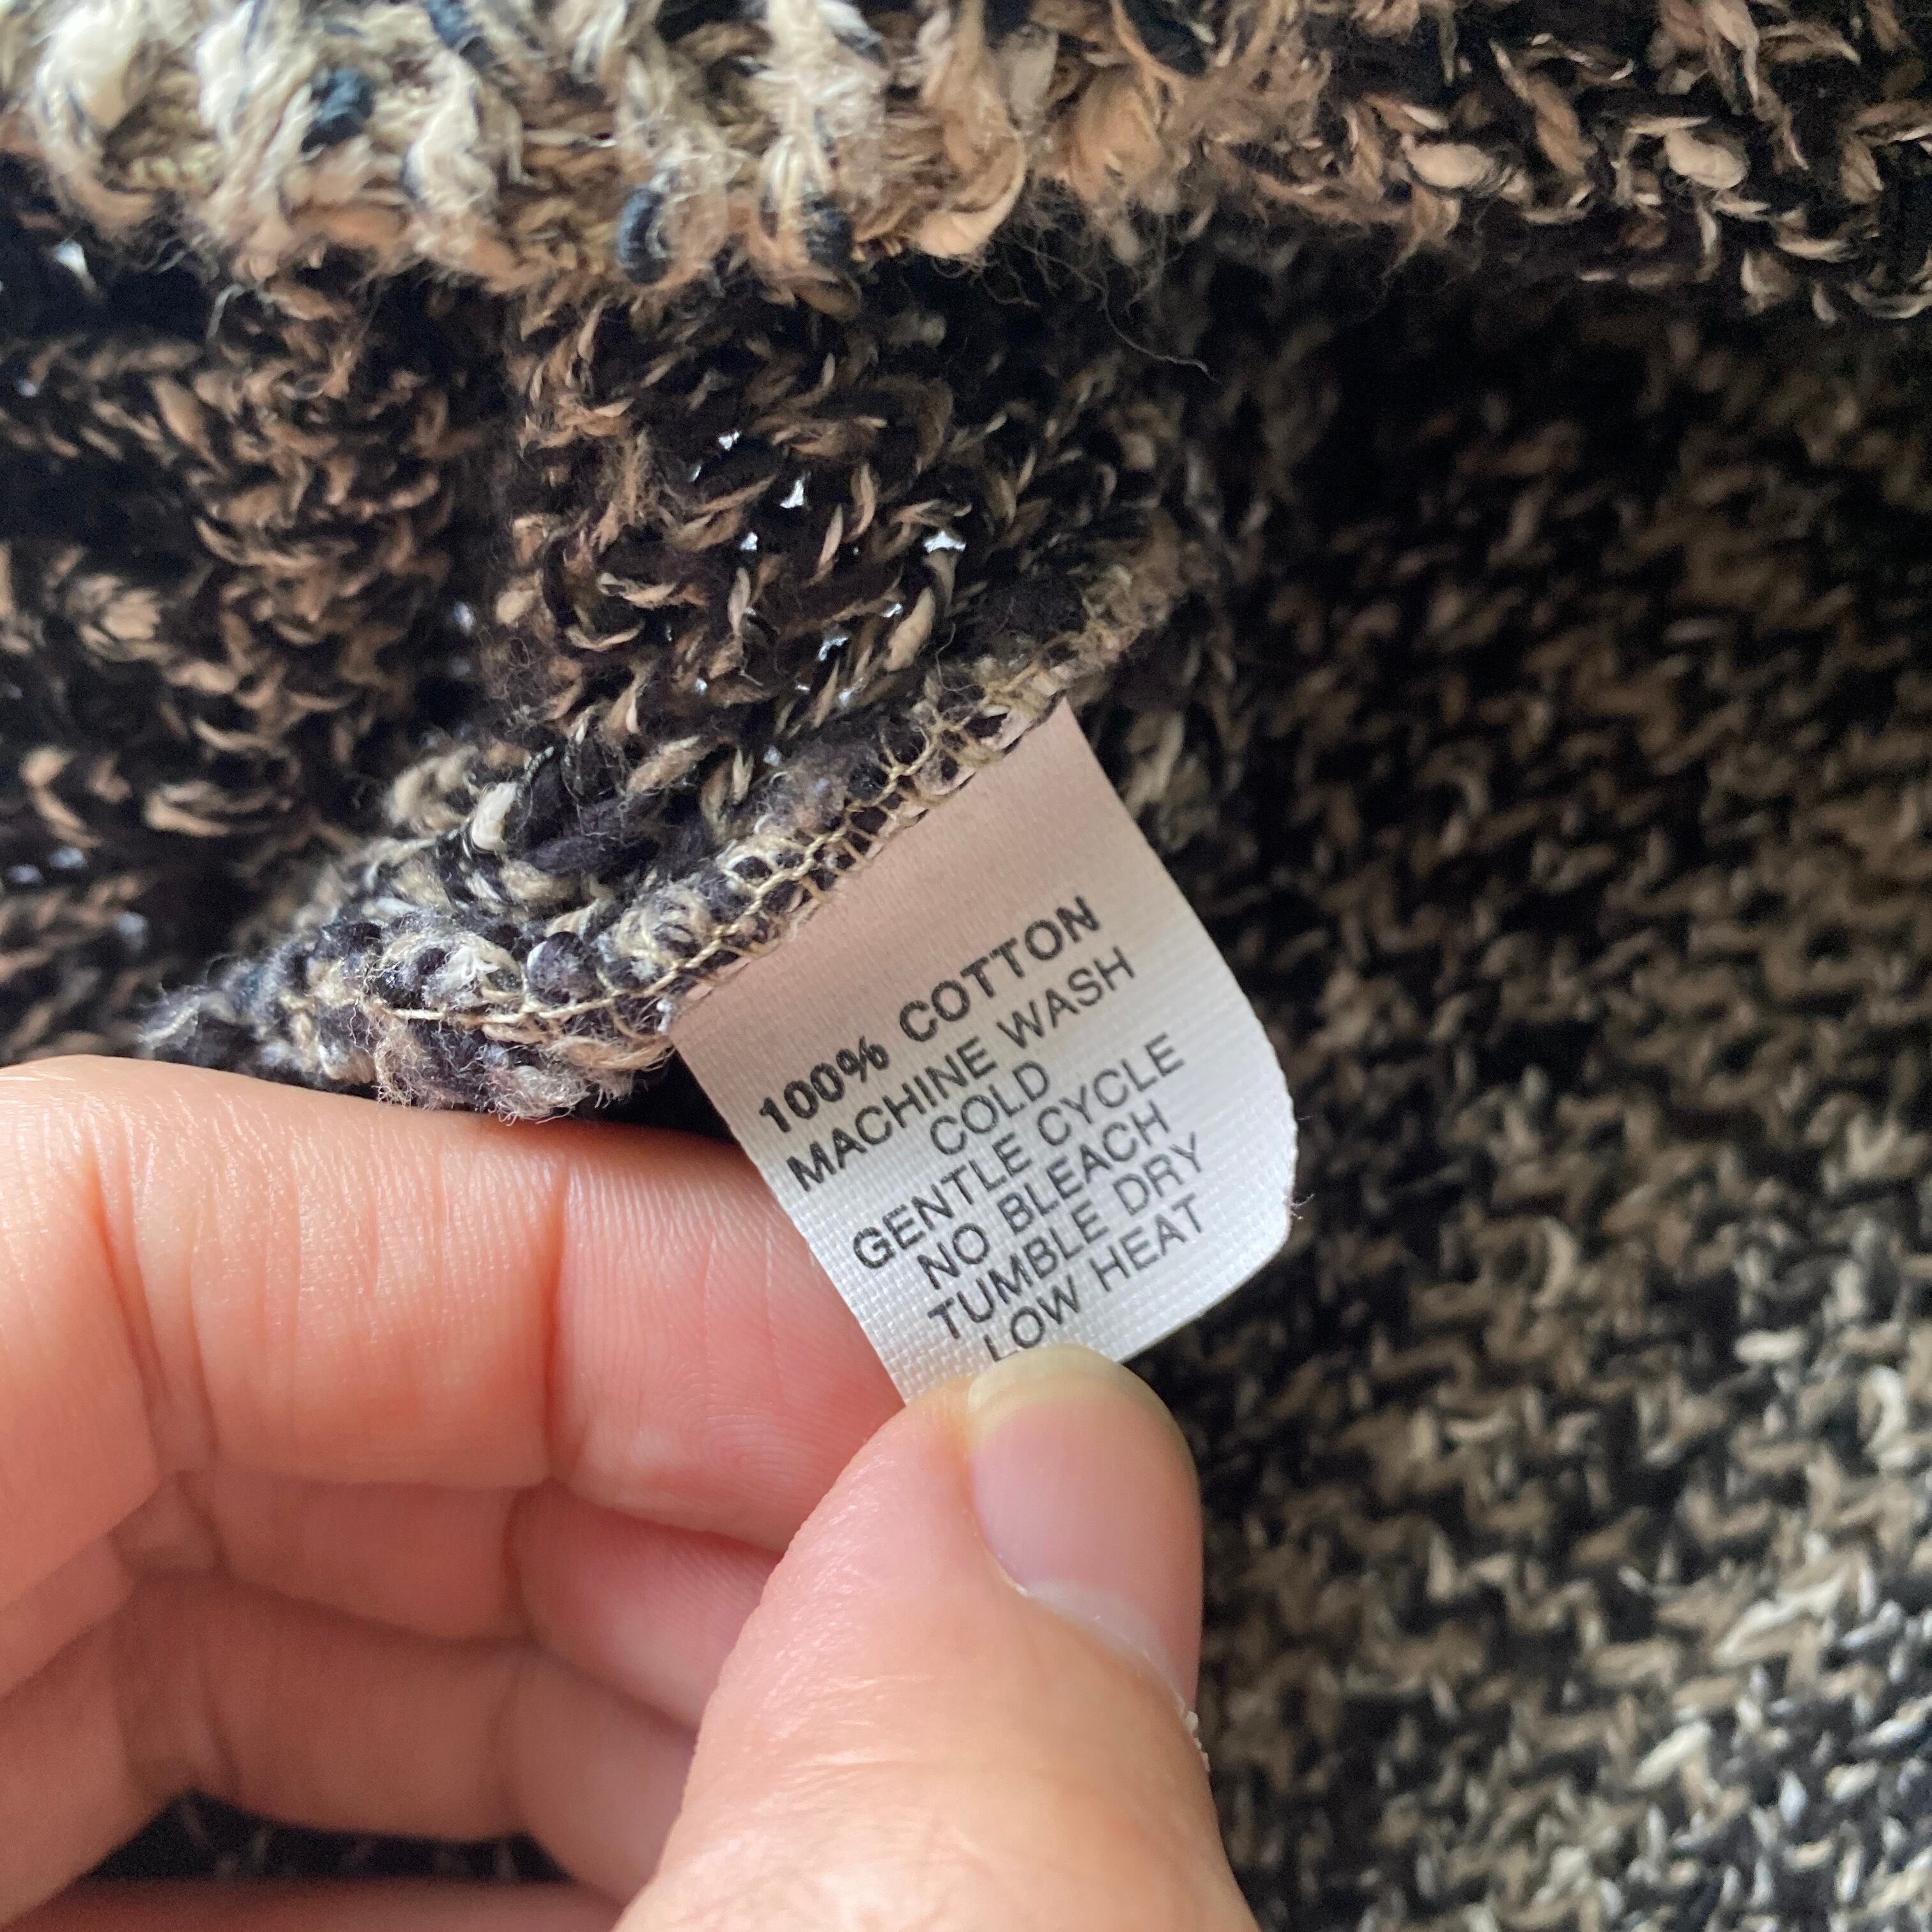 100% COTTON
MACHINE WASH
COLD
GENTLE CYCLE
NO BLEACH
TUMBLE DRY
LOW HEAT